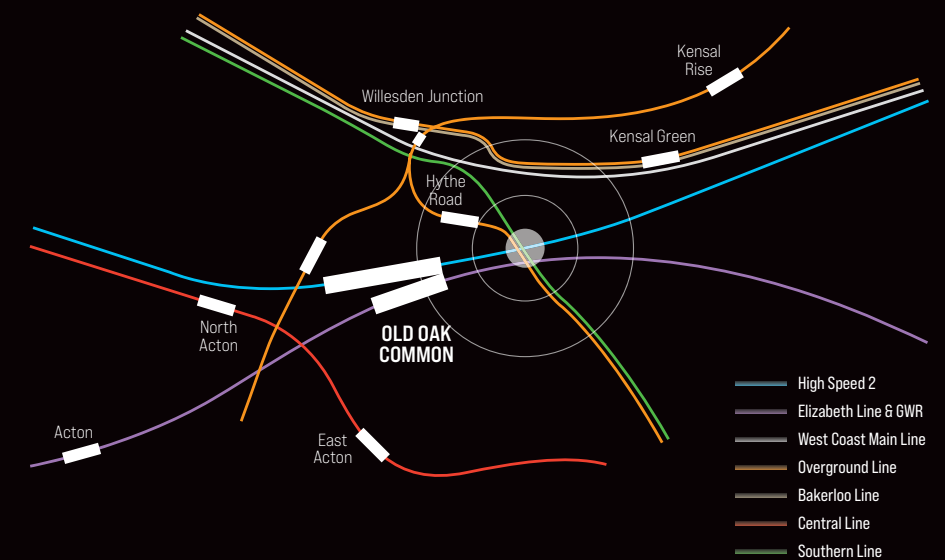 Kensal
Rise
Willesden Junction
Kensal Green
Hythe
Road
North
Acton
OLD OAK
COMMON
Acton
East
Acton
High Speed 2
Elizabeth Line & GWR
West Coast Main Line
Overground Line
Bakerloo Line
Central Line
Southern Line